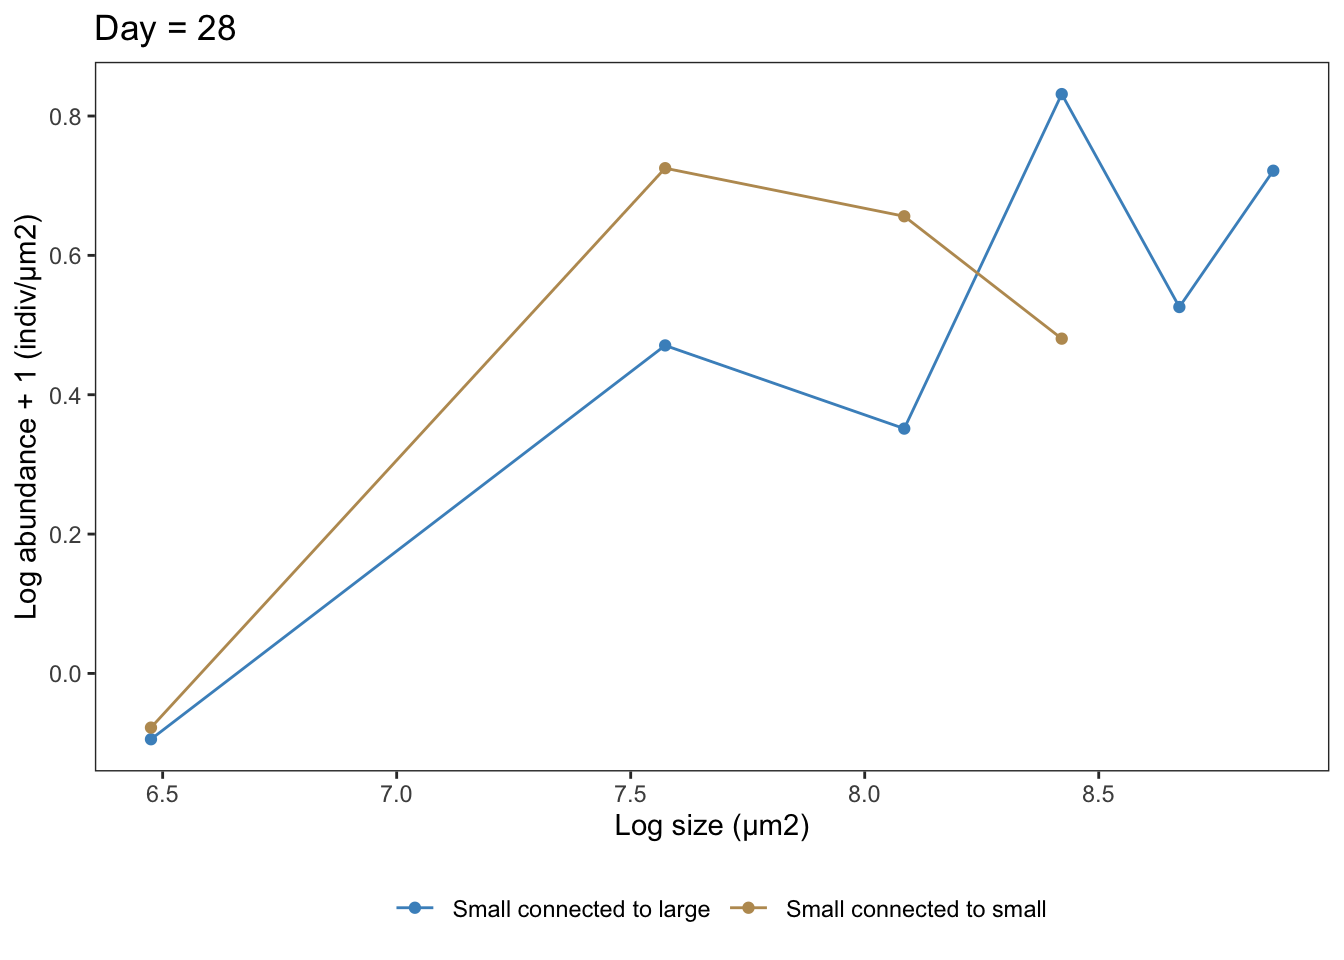 Day = 28
Log abundance + 1 (indiv/µm2)
0.8
0.6
0.4
0.2
0.0
6.5 7.0 7.5 8.0 8.5
Log size (µm2)
Small connected to large Small connected to small